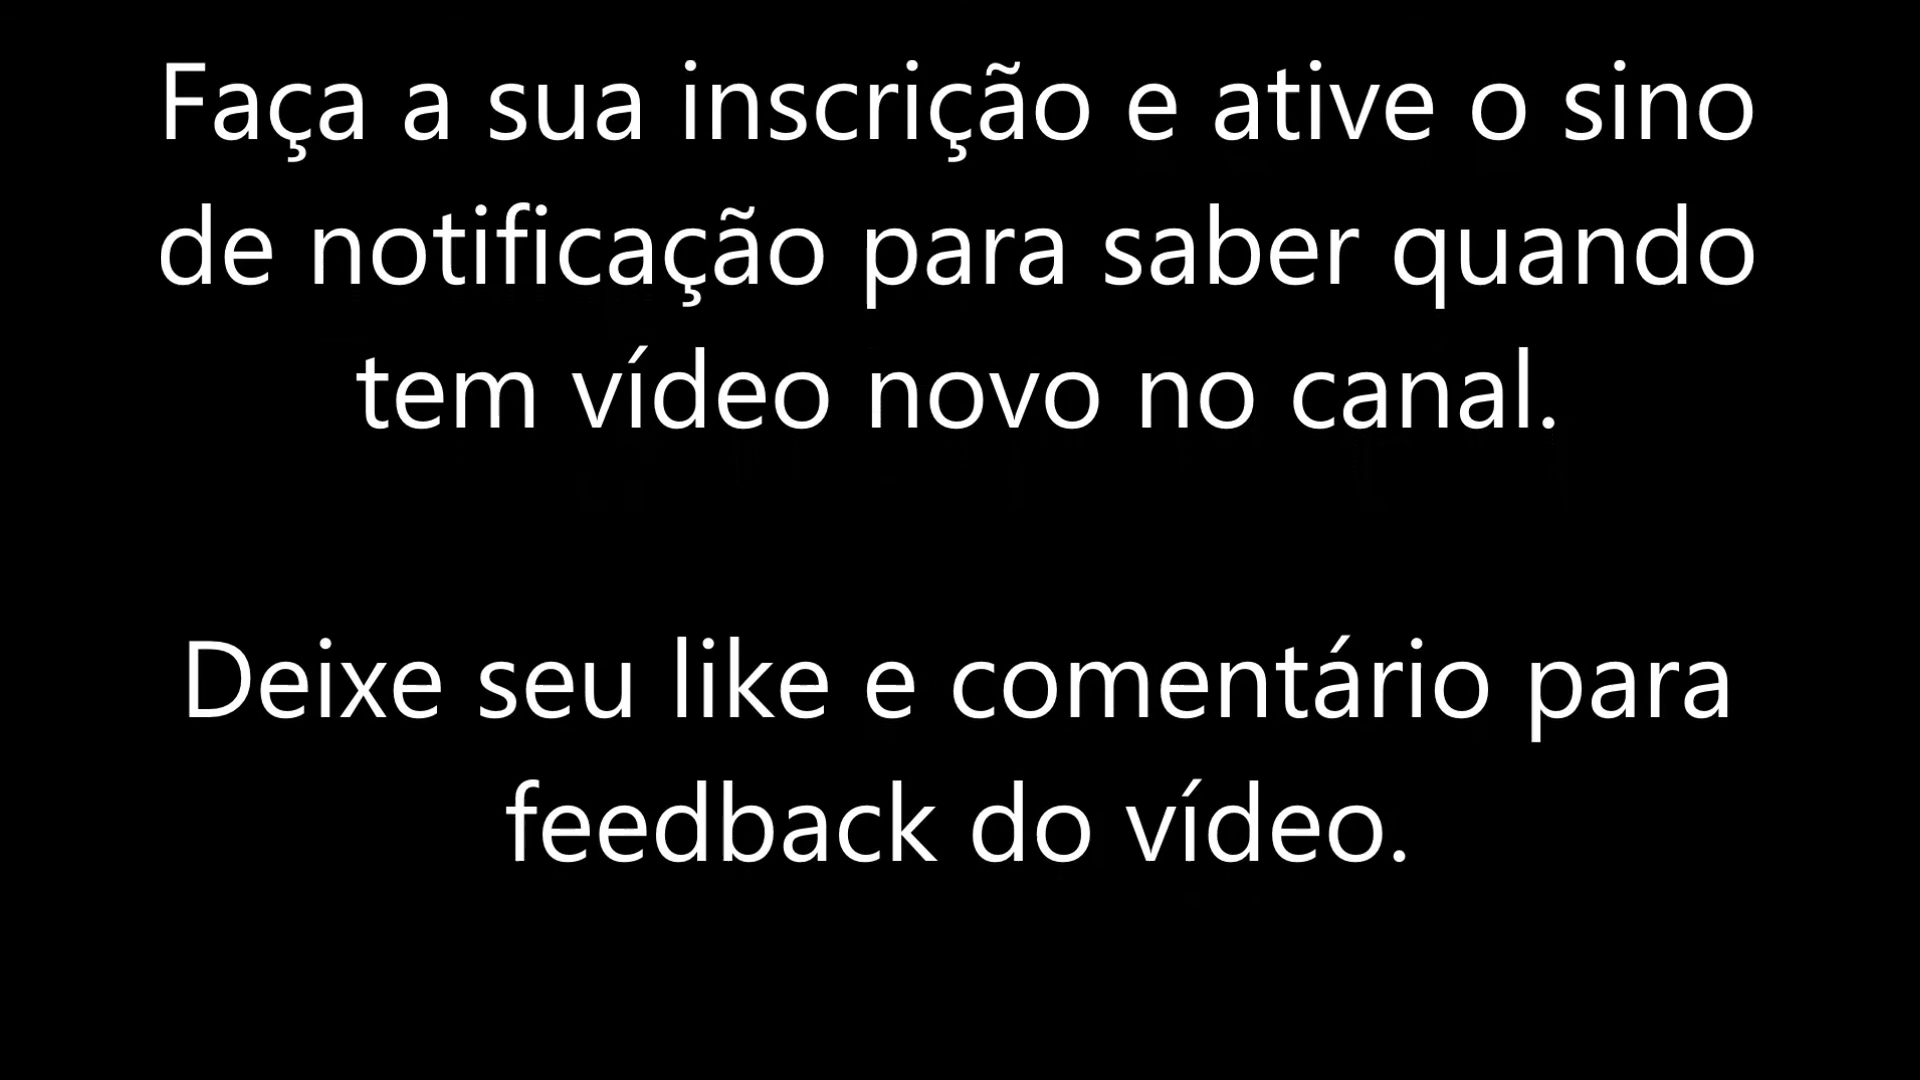 Faça a sua inscrição e ative o sino
de notificação para saber quando
tem vídeo novo no canal.
Deixe seu like e comentário para
feedback do vídeo.